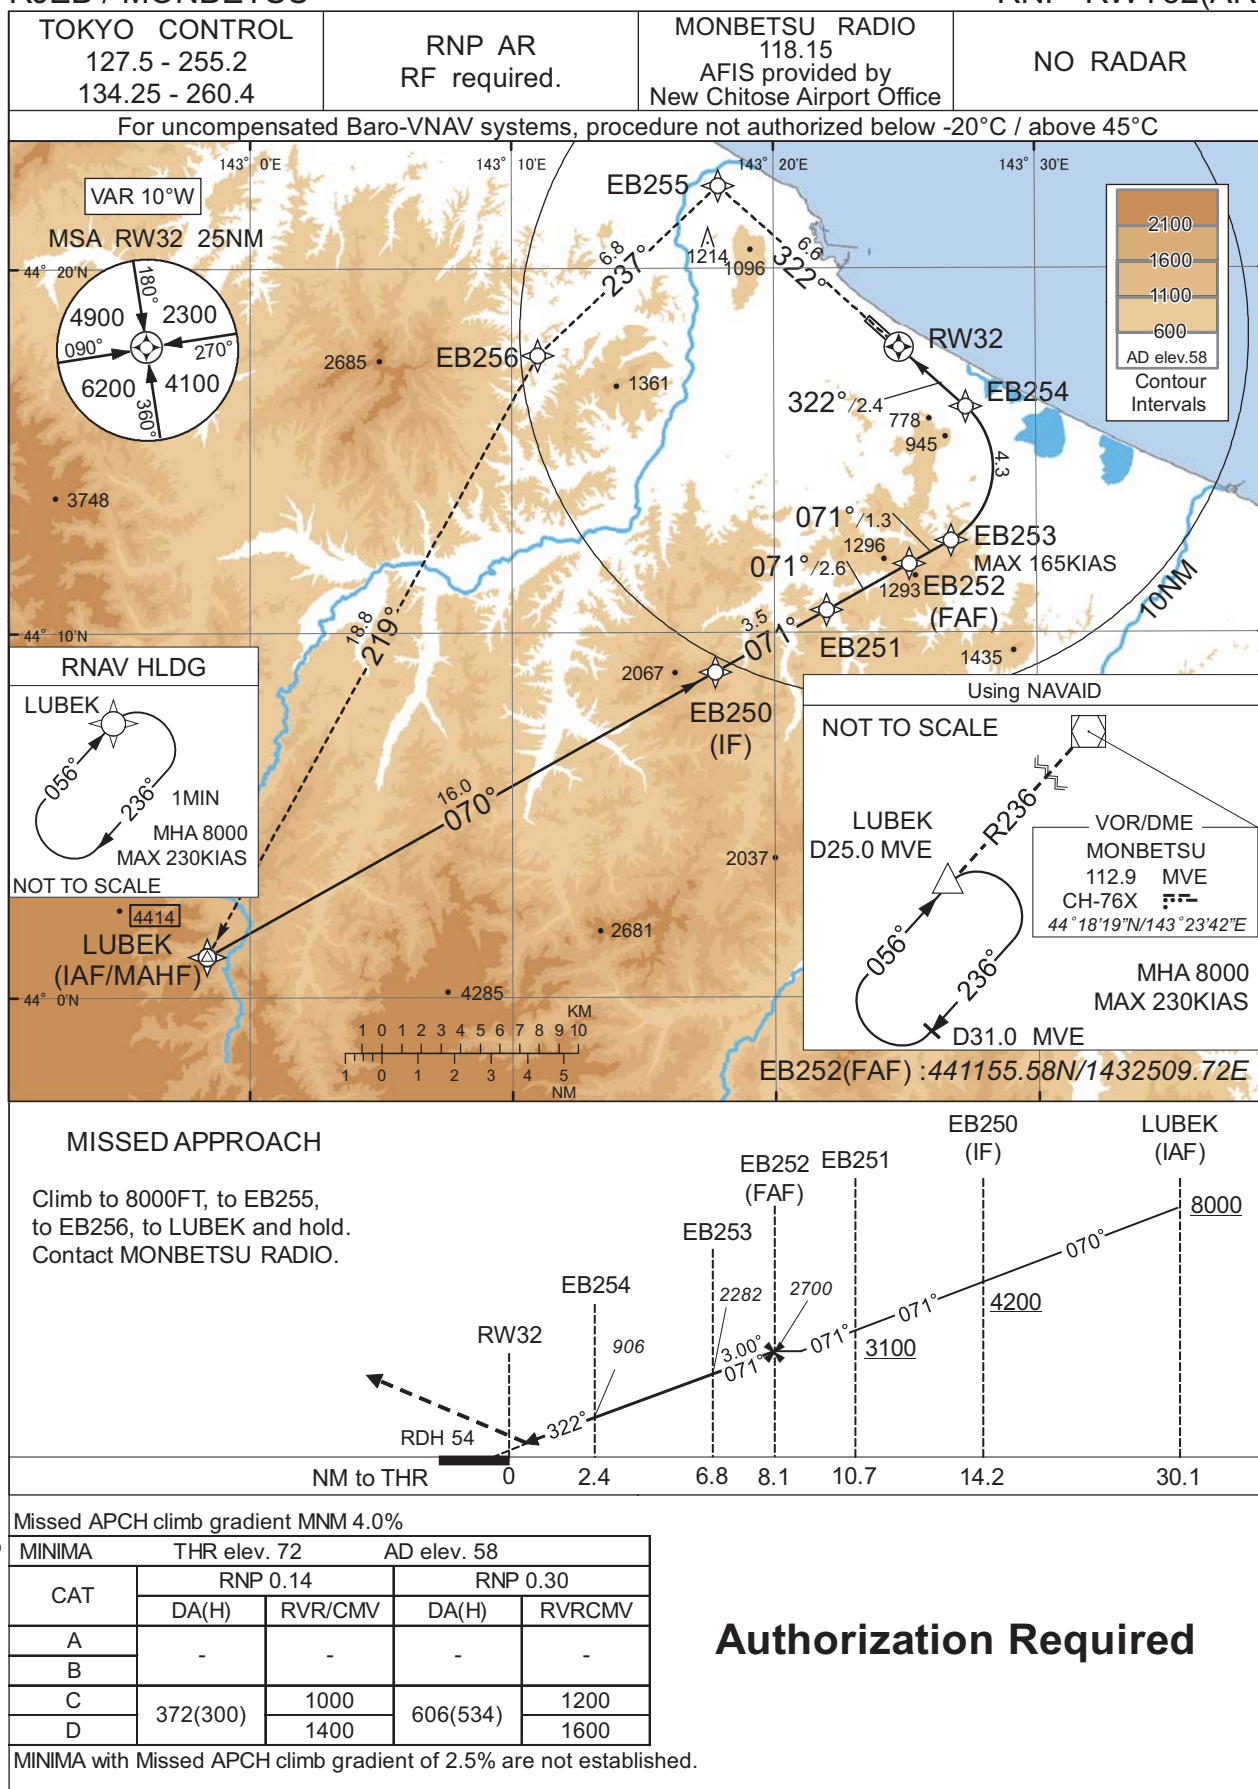 TOKYO CONTROL
127.5 - 255.2
134.25 - 260.4
RNP AR
RF required.
MONBETSU RADIO
118.15
AFIS provided by
New Chitose Airport Office
NO RADAR
For uncompensated Baro-VNAV systems, procedure not authorized below -20°C / above 45°C
143° 0'E
143° 10'E
143° 20'E
143° 30'E
VAR 10°W
MSA RW32 25NM
180°
4900
2300
090°
270°
6200
4100
360°
44° 20'N
EB255
6.8
237°
1214
1096
6.6
322°
2100
1600
1100
600
AD elev.58
Contour
Intervals
RW32
EB256
2685
1361
322°/2.4
EB254
778
945
4.3
3748
071°/1.3
EB253
MAX 165KIAS
1296
071°/2.6
1293
EB252
(FAF)
10NM
18.8
219°
44° 10'N
3.5
071°
EB251
1435
2067
EB250
(IF)
RNAV HLDG
LUBEK
056°
236°
1MIN
MHA 8000
MAX 230KIAS
NOT TO SCALE
16.0
070°
2037
4414
LUBEK
(IAF/MAHF)
2681
4285
44° 0'N
KM
1 0 1 2 3 4 5 6 7 8 9 10
1 0 1 2 3 4 5
NM
Using NAVAID
NOT TO SCALE
R236
LUBEK
D25.0 MVE
VOR/DME
MONBETSU
112.9 MVE
CH-76X
44°18'19"N/143°23'42"E
056°
236°
MHA 8000
MAX 230KIAS
D31.0 MVE
EB252(FAF) :441155.58N/1432509.72E
MISSED APPROACH
Climb to 8000FT, to EB255,
to EB256, to LUBEK and hold.
Contact MONBETSU RADIO.
EB250
(IF)
LUBEK
(IAF)
EB252
(FAF)
EB251
EB253
EB254
RW32
8000
070°
4200
071°
3100
071°
2700
2282
3.00°
071°
906
322°
RDH 54
NM to THR 0 2.4 6.8 8.1 10.7 14.2 30.1
Missed APCH climb gradient MNM 4.0%
MINIMA THR elev. 72 AD elev. 58
CAT RNP 0.14 RNP 0.30
DA(H) RVR/CMV DA(H) RVRCMV
A - - - -
B
C 372(300) 1000 606(534) 1200
D 1400 1600
MINIMA with Missed APCH climb gradient of 2.5% are not established.
Authorization Required